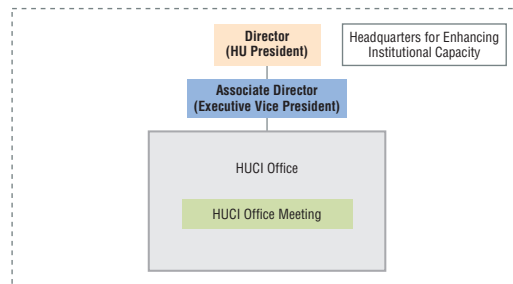 Director
(HU President)
Headquarters for Enhancing
Institutional Capacity
Associate Director
(Executive Vice President)
HUCI Office
HUCI Office Meeting